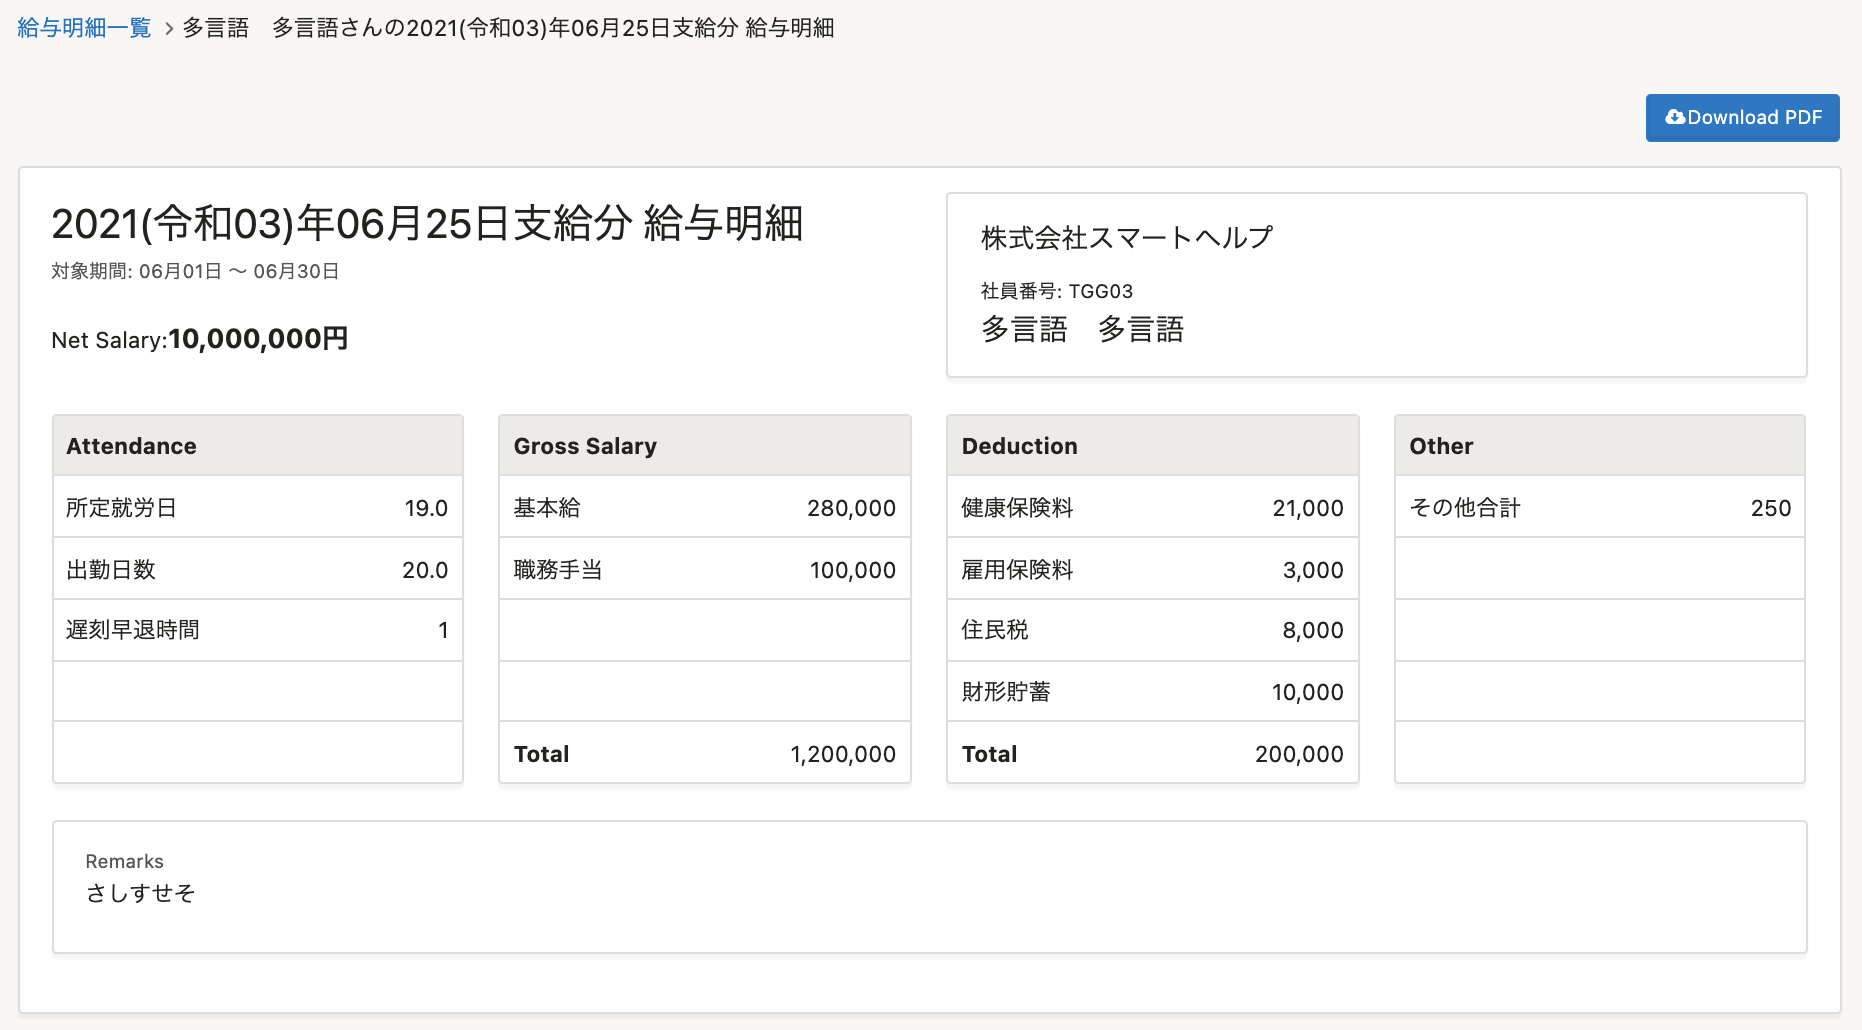 給与明細一覧 > 多言語　多言語さんの2021(令和03)年06月25日支給分 給与明細
Download PDF
2021(令和03)年06月25日支給分 給与明細
対象期間: 06月01日 〜 06月30日
Net Salary:10,000,000円
株式会社スマートヘルプ
社員番号: TGG03
多言語　多言語
Attendance
所定就労日 19.0
出勤日数 20.0
遅刻早退時間 1
Gross Salary
基本給 280,000
職務手当 100,000
Total 1,200,000
Deduction
健康保険料 21,000
雇用保険料 3,000
住民税 8,000
財形貯蓄 10,000
Total 200,000
Other
その他合計 250
Remarks
さしすせそ